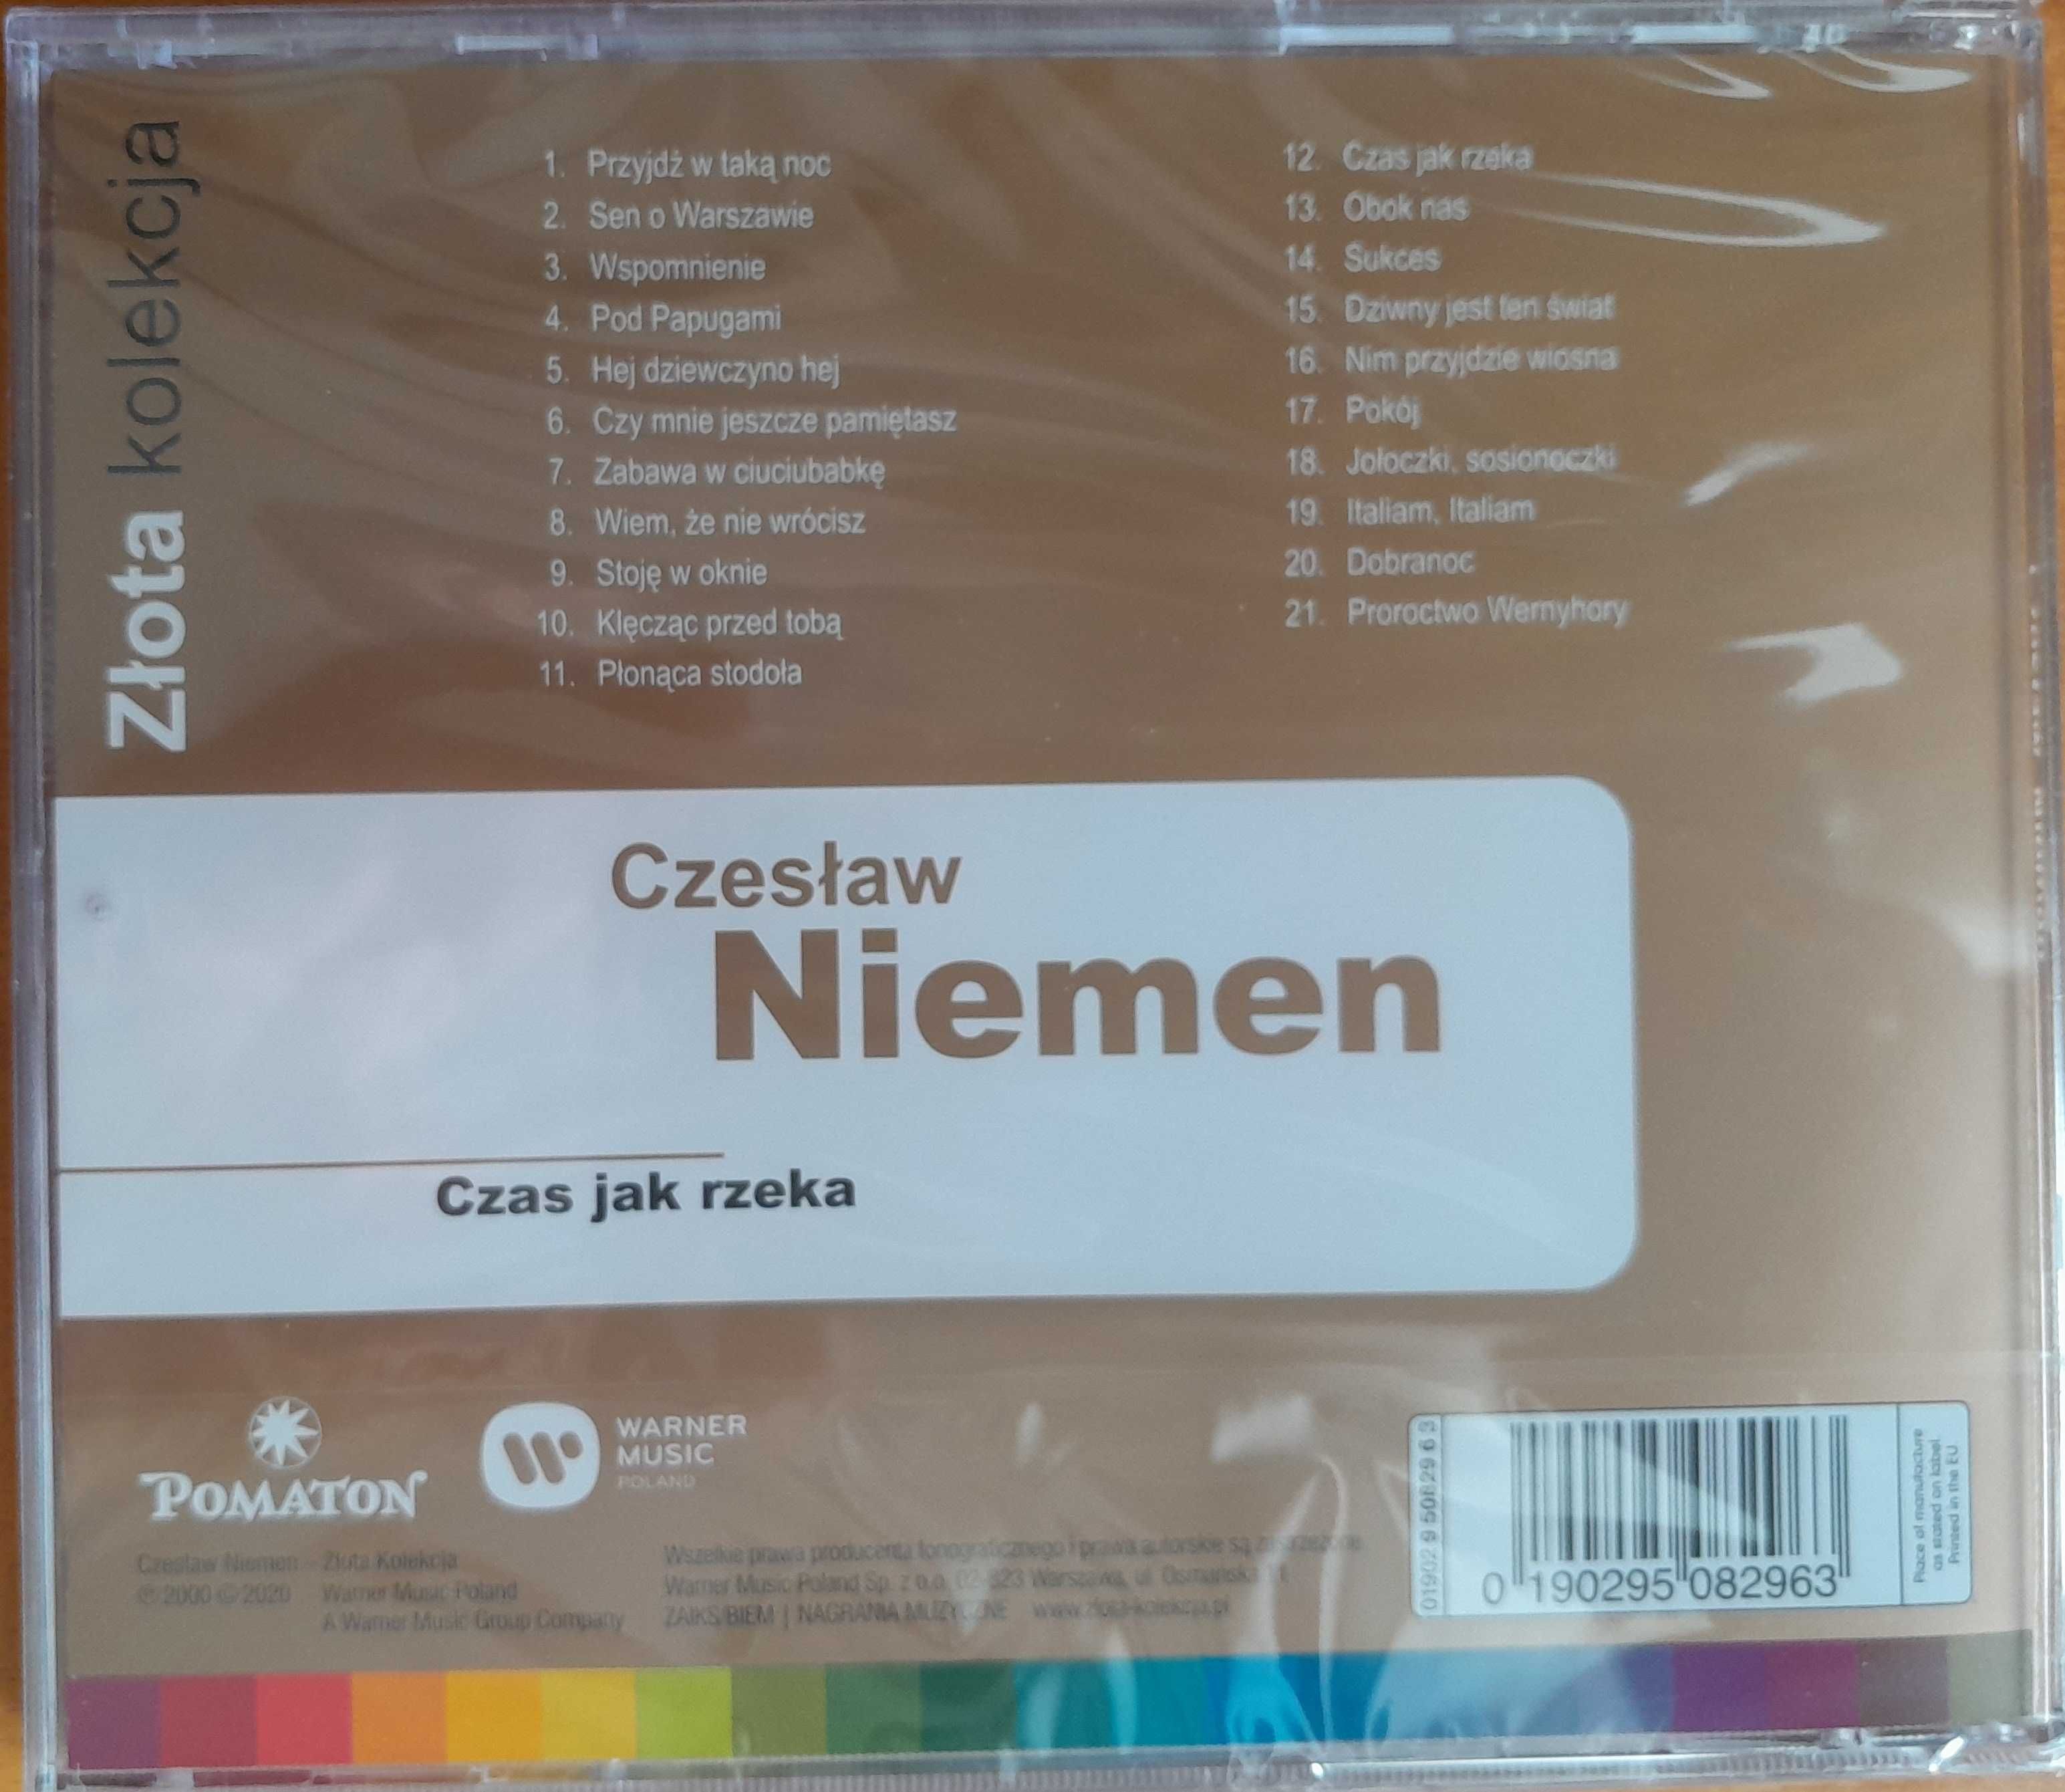 Złota kolekcja
1. Przyjdź w taką noc
2. Sen o Warszawie
3. Wspomnienie
4. Pod Papugami
5. Hej dziewczyno hej
6. Czy mnie jeszcze pamiętasz
7. Zabawa w ciuciubabkę
8. Wiem, że nie wrócisz
9. Stoję w oknie
10. Klęcząc przed tobą
11. Płonąca stodoła
12. Czas jak rzeka
13. Obok nas
14. Sukces
15. Dziwny jest ten świat
16. Nim przyjdzie wiosna
17. Pokój
18. Jołoczki, sosionoczki
19. Italiam, Italiam
20. Dobranoc
21. Proroctwo Wernyhory
Czesław
Niemen
Czas jak rzeka
POMATON
WARNER
MUSIC
POLAND
Czesław Niemen - Złota Kolekcja
℗ 2000 © 2020 Warner Music Poland
A Warner Music Group Company
Wszelkie prawa producenta fonograficznego i prawa autorskie są zastrzeżone
Warner Music Poland Sp. z o.o. 02-823 Warszawa, ul. Osmańska 11
ZAIKS/BIEM | NAGRANIA MUZYCZNE www.zlota-kolekcja.pl
0190295082963
0 190295 082963
Place of manufacture
as stated on label.
Printed in the EU